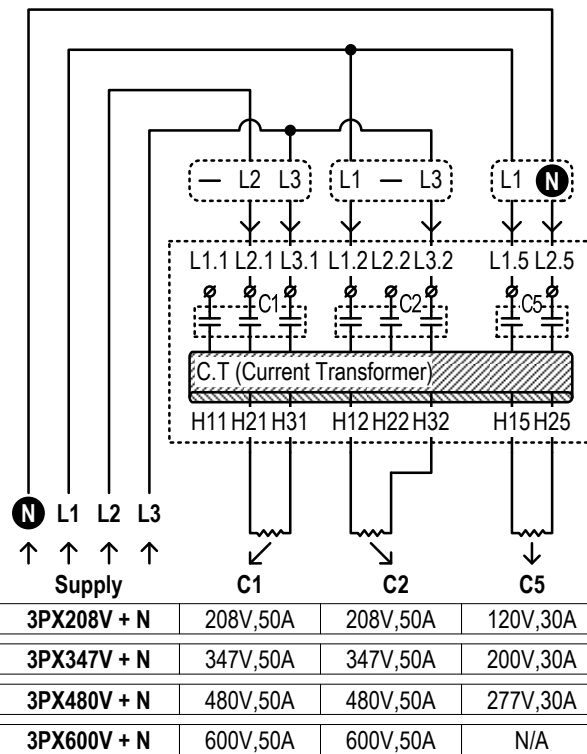 — L2 L3 L1 — L3 L1 N
L1.1 L2.1 L3.1 L1.2 L2.2 L3.2 L1.5 L2.5
C1 C2 C5
C.T (Current Transformer)
H11 H21 H31 H12 H22 H32 H15 H25
N L1 L2 L3
Supply C1 C2 C5
3PX208V + N 208V,50A 208V,50A 120V,30A
3PX347V + N 347V,50A 347V,50A 200V,30A
3PX480V + N 480V,50A 480V,50A 277V,30A
3PX600V + N 600V,50A 600V,50A N/A